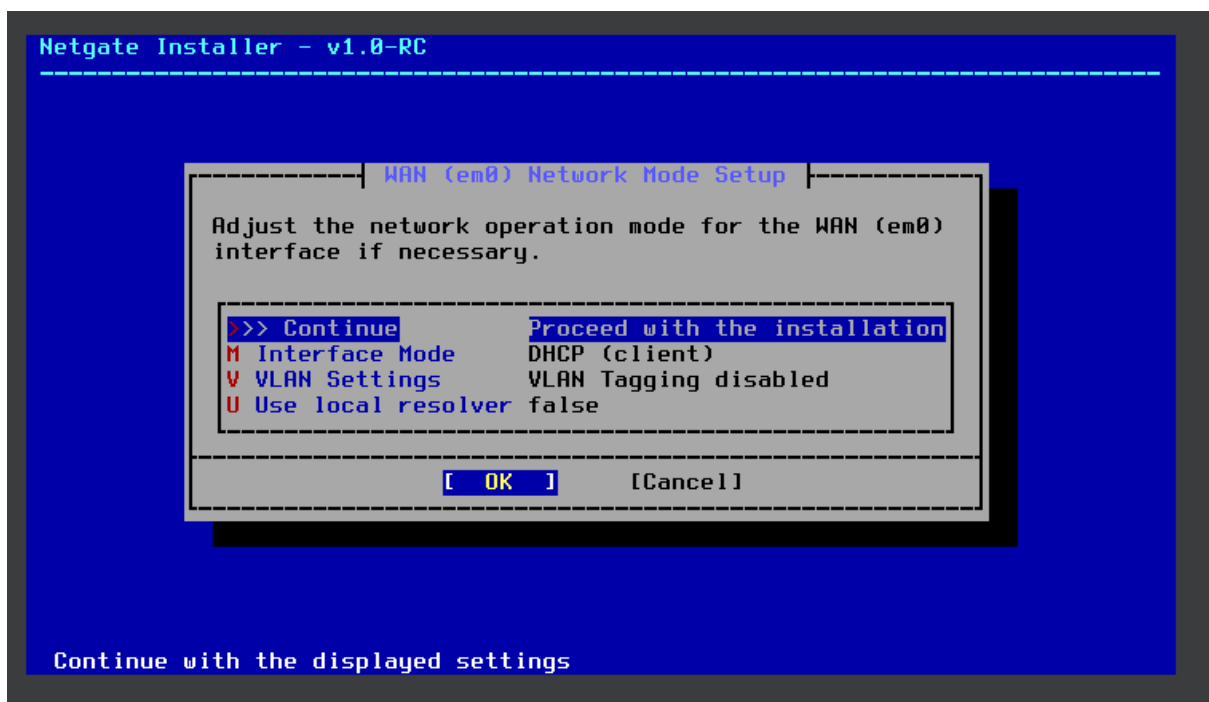 Netgate Installer - v1.0-RC
WAN (em0) Network Mode Setup
Adjust the network operation mode for the WAN (em0)
interface if necessary.
>>> Continue Proceed with the installation
M Interface Mode DHCP (client)
V VLAN Settings VLAN Tagging disabled
U Use local resolver false
[ OK ] [Cancel]
Continue with the displayed settings